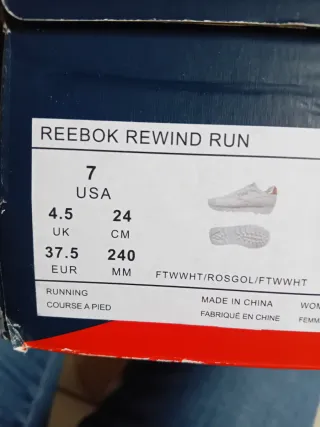 REEBOK REWIND RUN
7
USA
4.5 24
UK CM
37.5 240
EUR MM
FTWWHT/ROSGOL/FTWWHT
RUNNING MADE IN CHINA
COURSE A PIED FABRIQUÉ EN CHINE